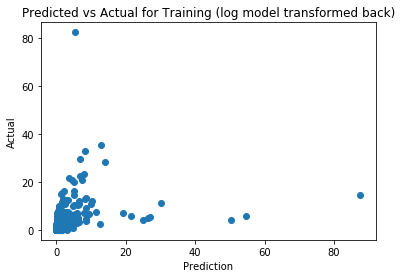 Predicted vs Actual for Training (log model transformed back)
80
60
40
20
0
Actual
0 20 40 60 80
Prediction